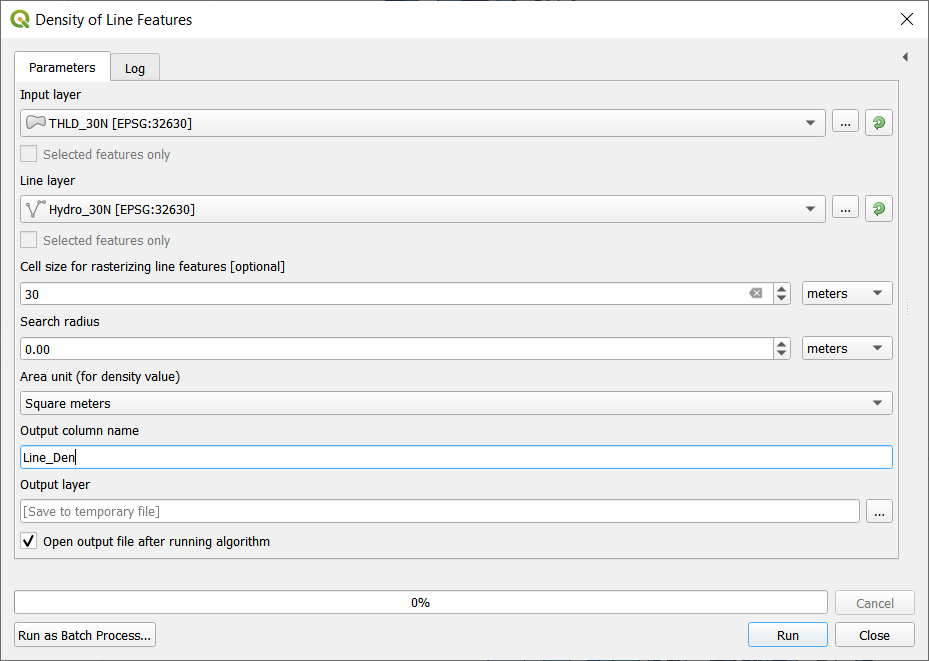 Density of Line Features
Parameters
Log
Input layer
THLD_30N [EPSG:32630]
...
Selected features only
Line layer
Hydro_30N [EPSG:32630]
...
Selected features only
Cell size for rasterizing line features [optional]
30
meters
Search radius
0.00
meters
Area unit (for density value)
Square meters
Output column name
Line_Den
Output layer
[Save to temporary file]
...
Open output file after running algorithm
0%
Cancel
Run as Batch Process...
Run
Close